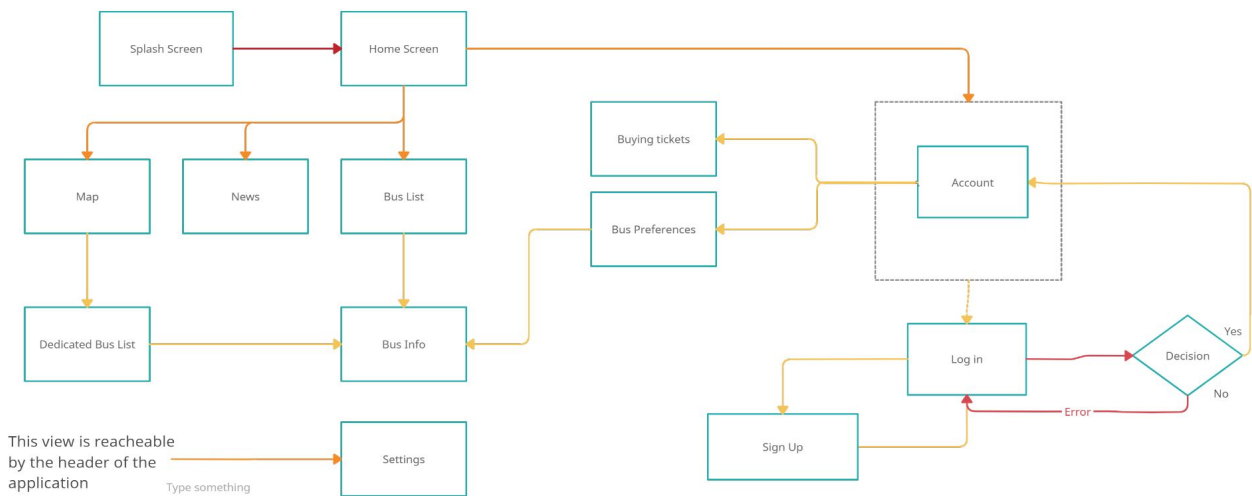 Splash Screen
Home Screen
Buying tickets
Account
Map
News
Bus List
Bus Preferences
Dedicated Bus List
Bus Info
Log in
Yes
Decision
No
Error
Sign Up
This view is reacheable
by the header of the
application
Settings
Type something